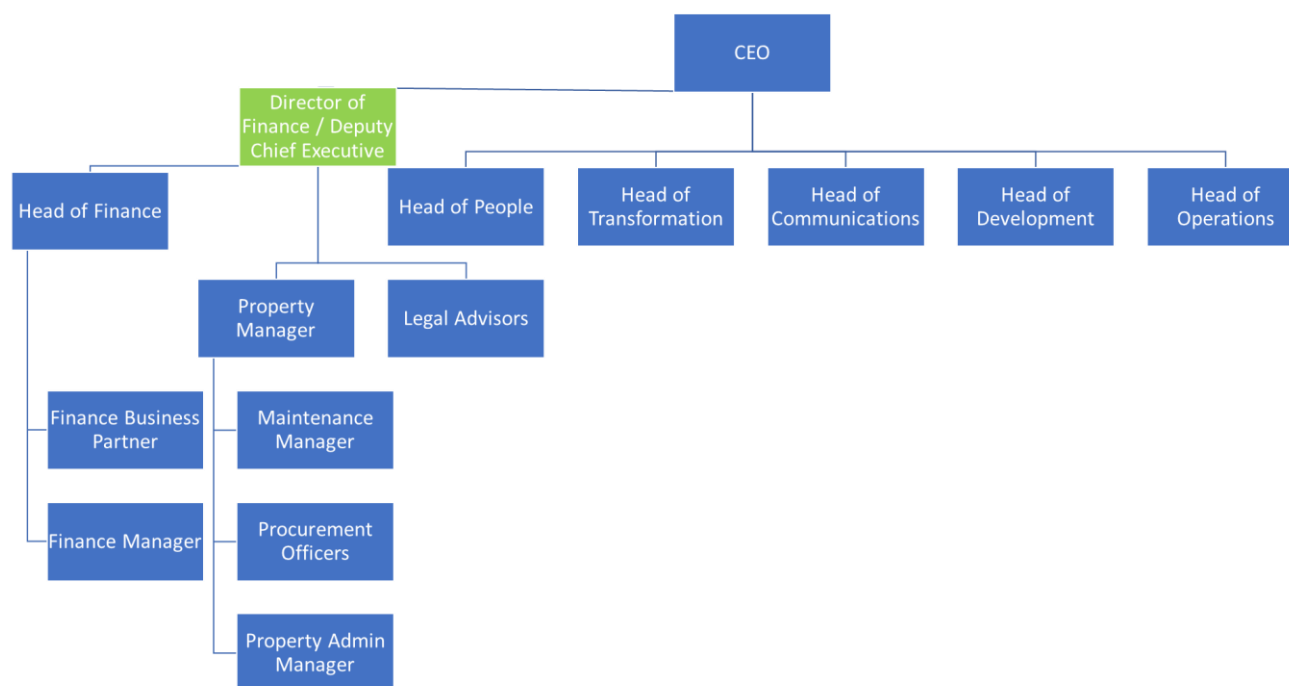 CEO
Director of
Finance / Deputy
Chief Executive
Head of Finance
Head of People
Head of
Transformation
Head of
Communications
Head of
Development
Head of
Operations
Property
Manager
Legal Advisors
Finance Business
Partner
Maintenance
Manager
Finance Manager
Procurement
Officers
Property Admin
Manager